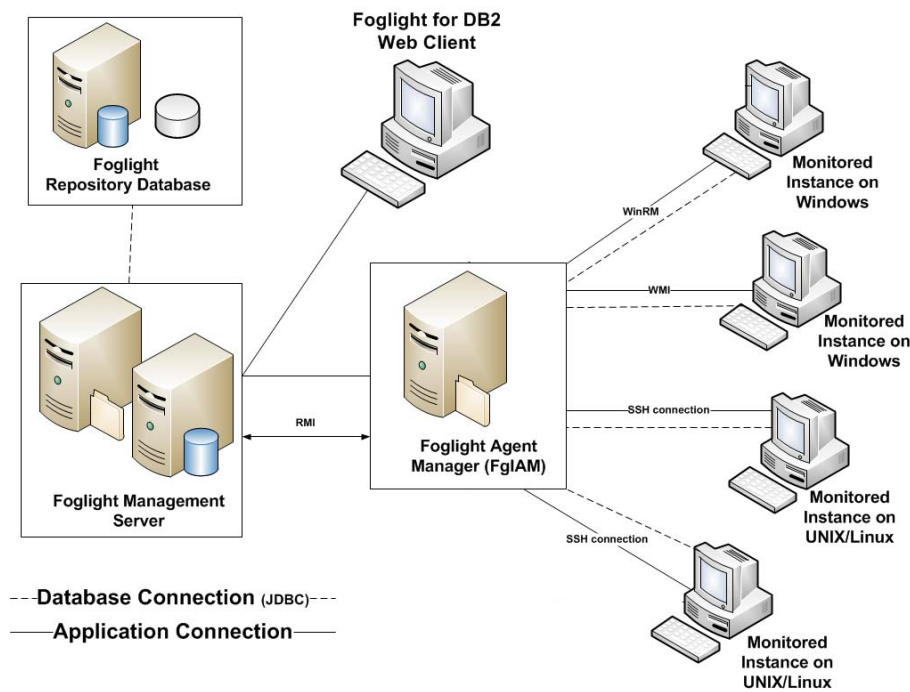 Foglight for DB2
Web Client
Foglight
Repository Database
Monitored
Instance on
Windows
WinRM
WMI
Monitored
Instance on
Windows
SSH connection
RMI
Foglight Agent
Manager (FglAM)
Foglight Management
Server
Monitored
Instance on
UNIX/Linux
SSH connection
Database Connection (JDBC)
Application Connection
Monitored
Instance on
UNIX/Linux